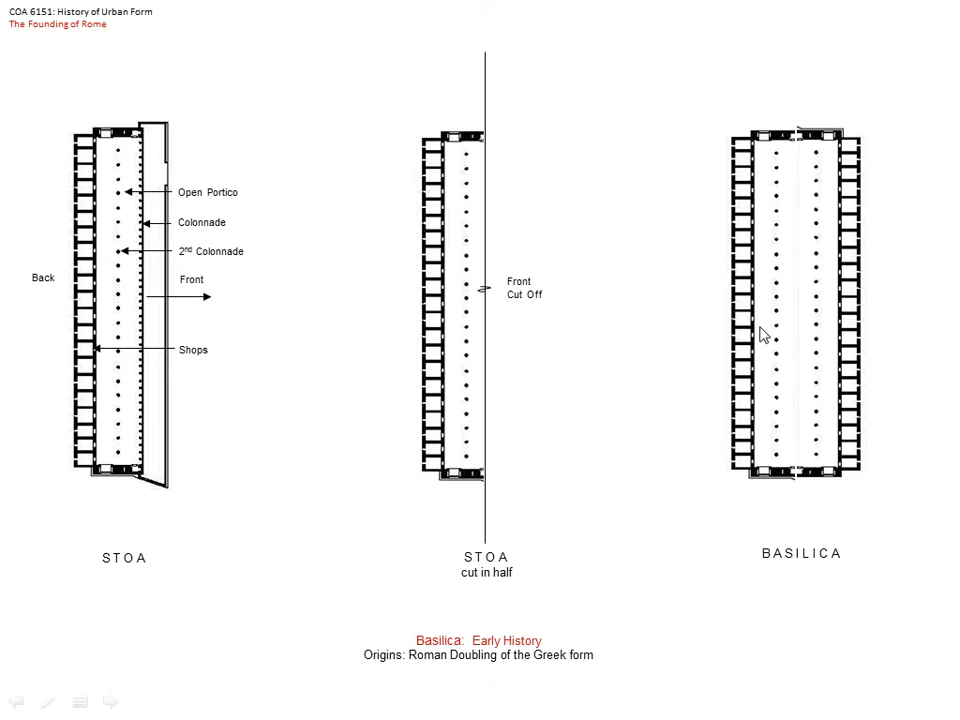 COA 6151: History of Urban Form
The Founding of Rome
Open Portico
Colonnade
2nd Colonnade
Back
Front
Shops
Front
Cut Off
STOA
STOA
cut in half
BASILICA
Basilica: Early History
Origins: Roman Doubling of the Greek form